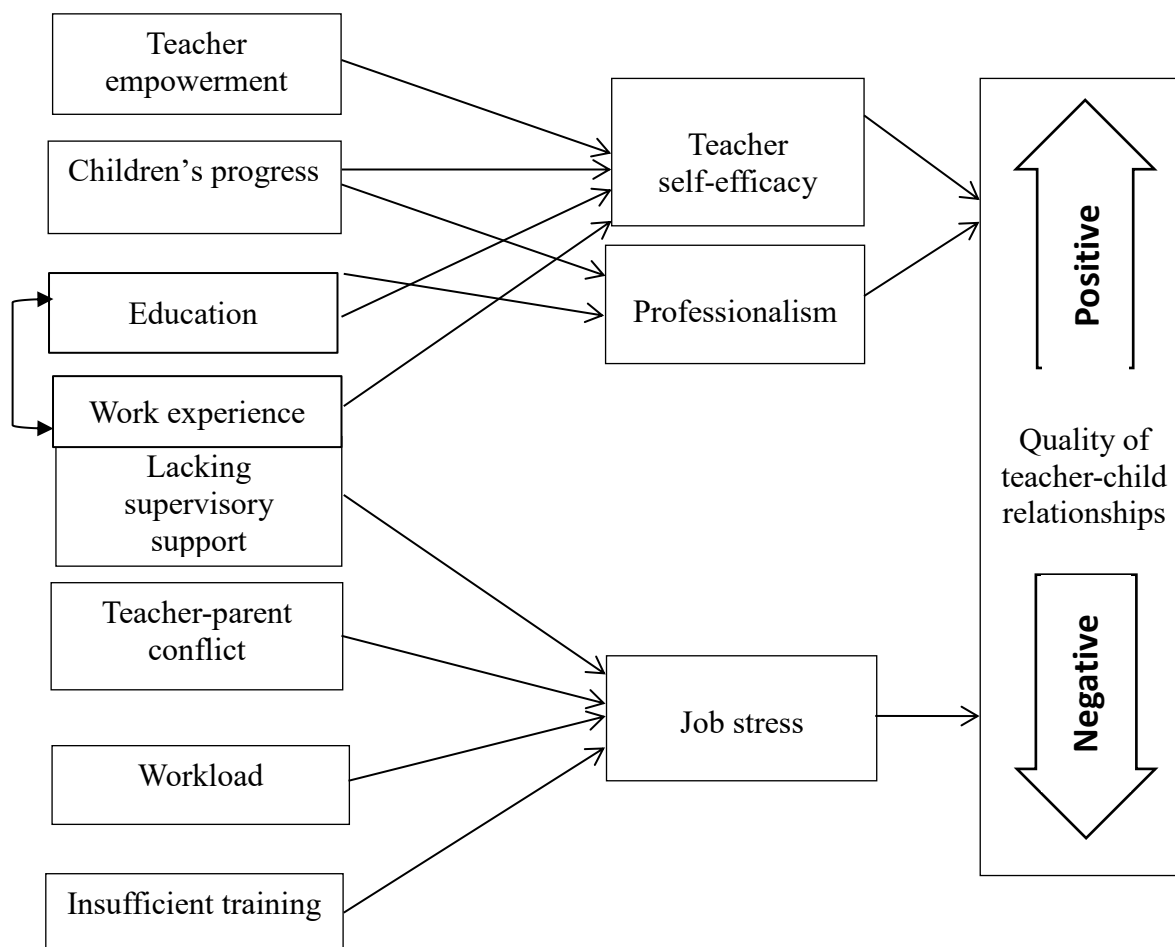 Teacher
empowerment
Children’s progress
Education
Work experience
Lacking
supervisory
support
Teacher-parent
conflict
Workload
Insufficient training
Teacher
self-efficacy
Professionalism
Job stress
Positive
Quality of
teacher-child
relationships
Negative